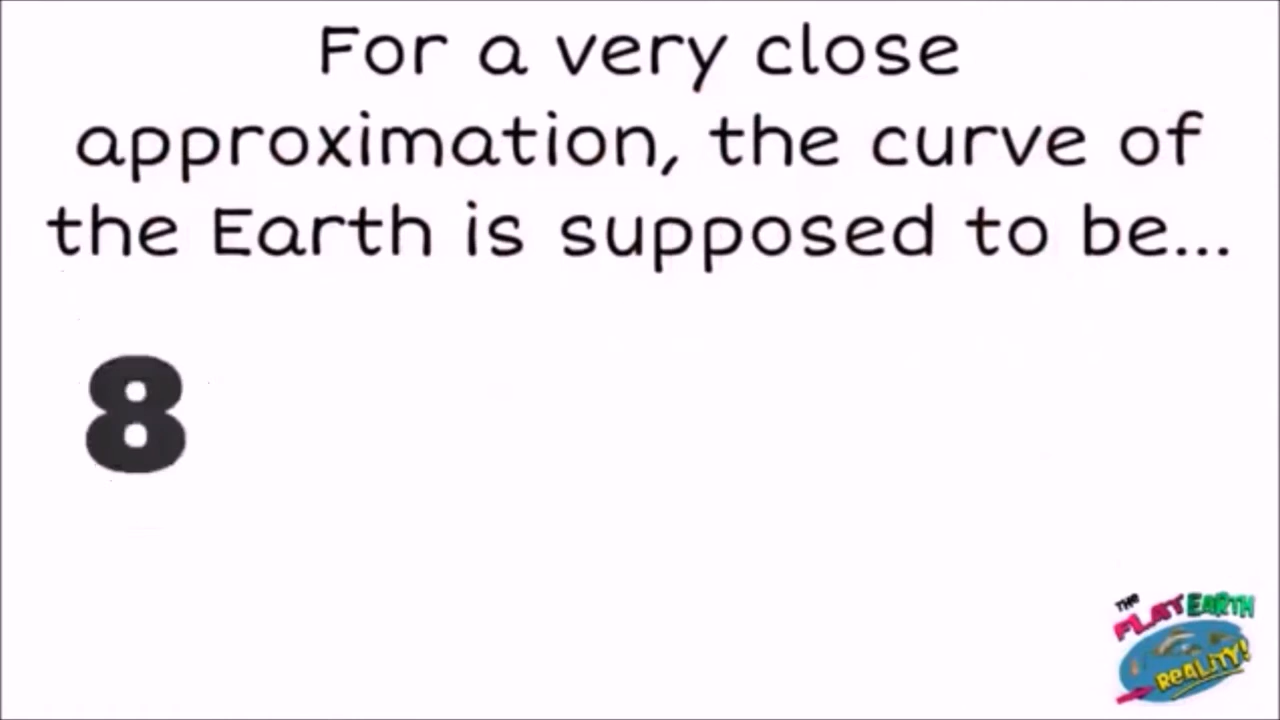 For a very close
approximation, the curve of
the Earth is supposed to be...
8
THE
FLAT EARTH
REALITY!